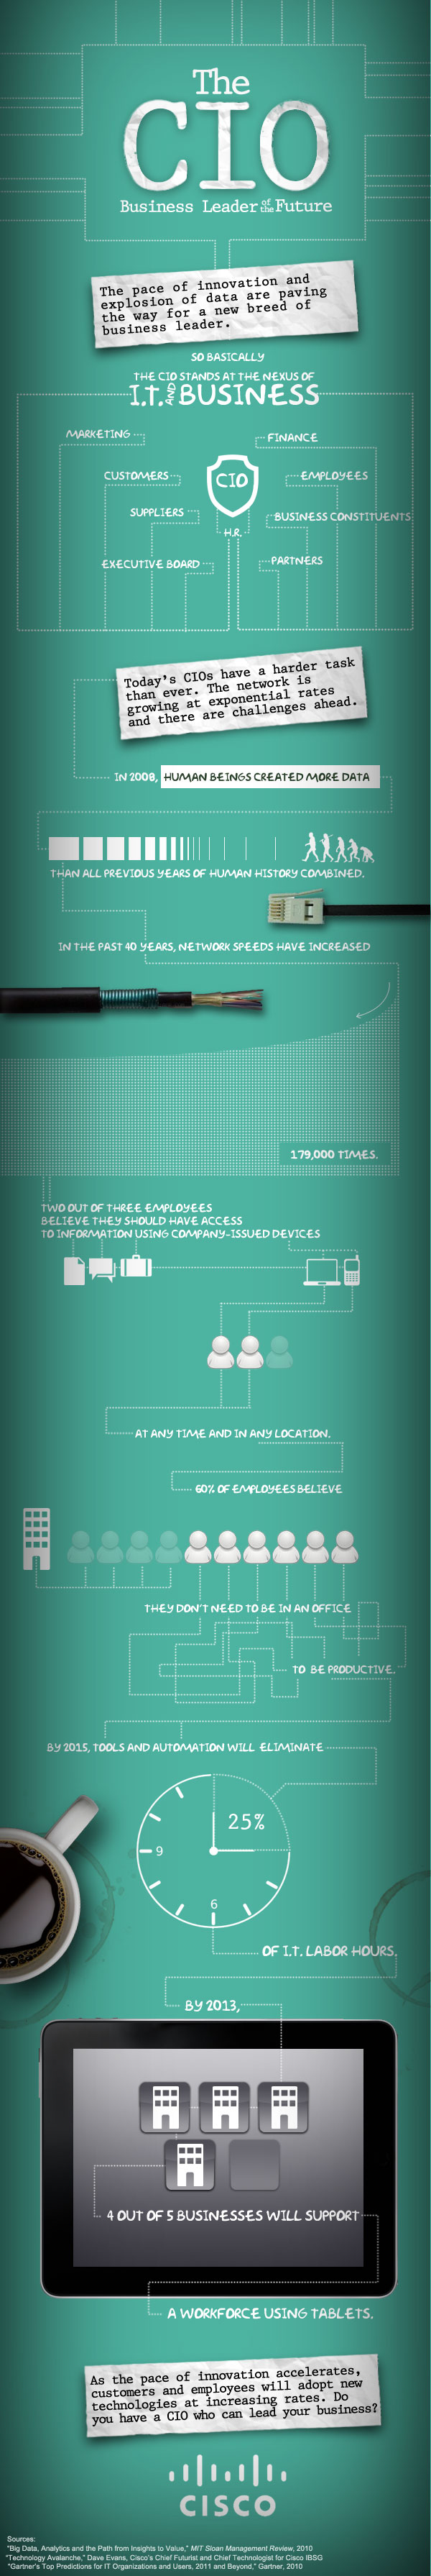 The
CIO
Business Leader of the Future
The pace of innovation and
explosion of data are paving
the way for a new breed of
business leader.
SO BASICALLY
THE CIO STANDS AT THE NEXUS OF
I.T. AND BUSINESS
MARKETING
FINANCE
CUSTOMERS
CIO
EMPLOYEES
SUPPLIERS
BUSINESS CONSTITUENTS
H.R.
EXECUTIVE BOARD
PARTNERS
Today's CIOs have a harder task
than ever. The network is
growing at exponential rates
and there are challenges ahead.
IN 2008, HUMAN BEINGS CREATED MORE DATA
THAN ALL PREVIOUS YEARS OF HUMAN HISTORY COMBINED.
IN THE PAST 40 YEARS, NETWORK SPEEDS HAVE INCREASED
179,000 TIMES.
TWO OUT OF THREE EMPLOYEES
BELIEVE THEY SHOULD HAVE ACCESS
TO INFORMATION USING COMPANY-ISSUED DEVICES
AT ANY TIME AND IN ANY LOCATION.
60% OF EMPLOYEES BELIEVE
THEY DON'T NEED TO BE IN AN OFFICE
TO BE PRODUCTIVE.
BY 2015, TOOLS AND AUTOMATION WILL ELIMINATE
25%
9
6
OF I.T. LABOR HOURS.
BY 2013,
4 OUT OF 5 BUSINESSES WILL SUPPORT
A WORKFORCE USING TABLETS.
As the pace of innovation accelerates,
customers and employees will adopt new
technologies at increasing rates. Do
you have a CIO who can lead your business?
CISCO
Sources:
"Big Data, Analytics and the Path from Insights to Value," MIT Sloan Management Review, 2010
"Technology Avalanche," Dave Evans, Cisco's Chief Futurist and Chief Technologist for Cisco IBSG
"Gartner's Top Predictions for IT Organizations and Users, 2011 and Beyond," Gartner, 2010